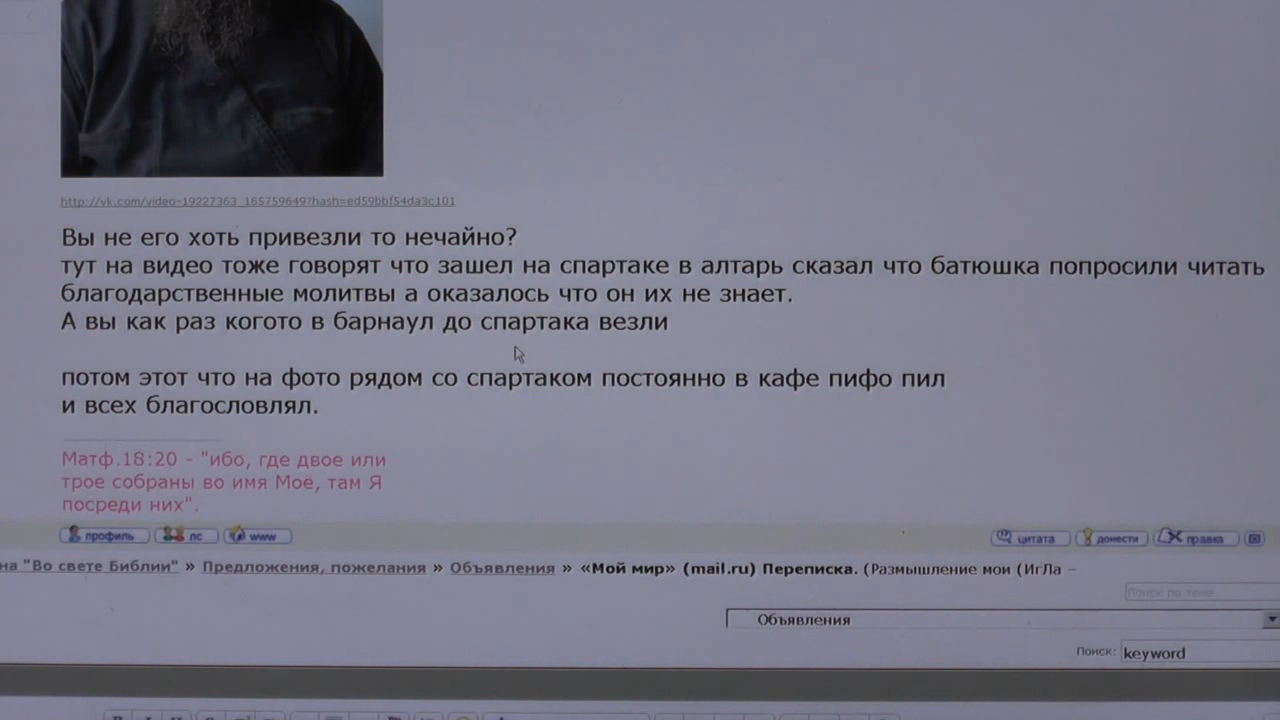 http://vk.com/video-19227363_165759649?hash=ed59bbf54da3c101
Вы не его хоть привезли то нечайно?
тут на видео тоже говорят что зашел на спартаке в алтарь сказал что батюшка попросили читать
благодарственные молитвы а оказалось что он их не знает.
А вы как раз когото в барнаул до спартака везли
потом этот что на фото рядом со спартаком постоянно в кафе пифо пил
и всех благословлял.
Матф.18:20 - "ибо, где двое или
трое собраны во имя Моё, там Я
посреди них".
профиль лс www цитата донести правка
на "Во свете Библии" » Предложения, пожелания » Объявления » «Мой мир» (mail.ru) Переписка. (Размышление мои (ИгЛа –
Поиск по теме
Объявления
Поиск: keyword